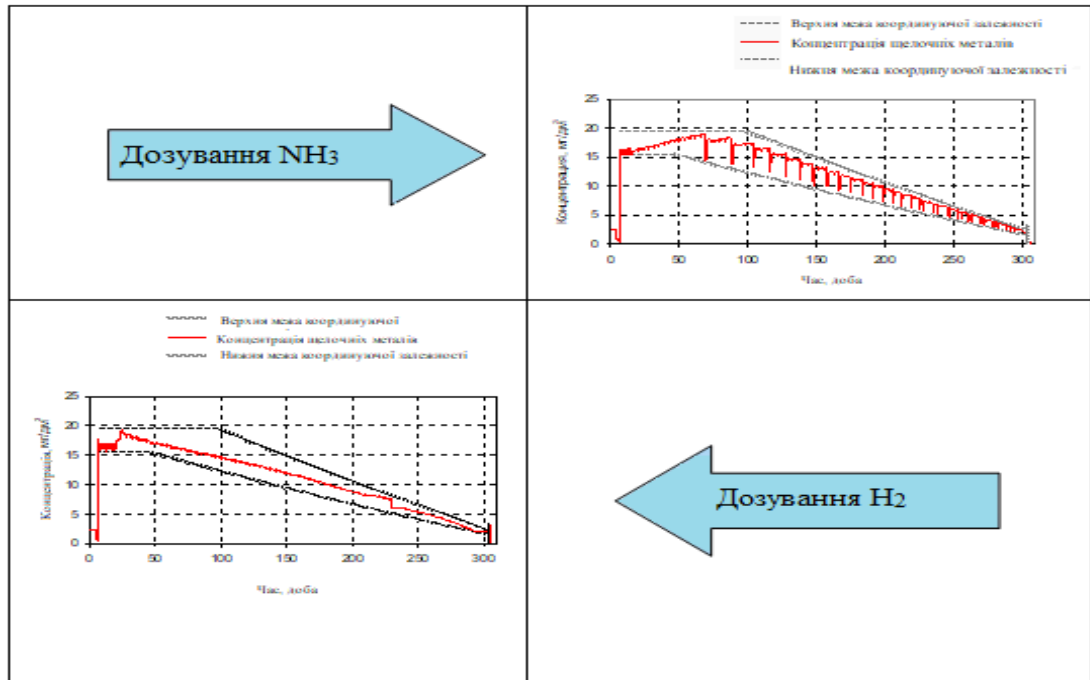 Дозування NH3
Верхня межа координуючої залежності
Концентрація щелочніх металів
Нижня межа координуючої залежності
Концентрация, мг/дм³
25
20
15
10
5
0
0 50 100 150 200 250 300
Час, доба
Верхня межа координуючої
Концентрація щелочніх металів
Нижня межа координуючої залежності
Концентрація, мг/дм³
25
20
15
10
5
0
0 50 100 150 200 250 300
Час, доба
Дозування H2